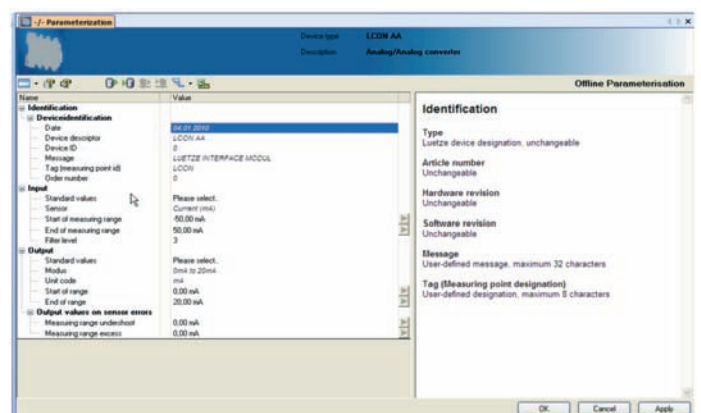 -/- Parameterization
Device type LCON AA
Description Analog/Analog converter
Offline Parameterisation
Name Value
Identification
Deviceidentification
Date 04.01.2010
Device descriptor LCON AA
Device ID 0
Message LUETZE INTERFACE MODUL
Tag (measuring point id) LCON
Order number 0
Input
Standard values Please select..
Sensor Current (mA)
Start of measuring range -50,00 mA
End of measuring range 50,00 mA
Filter level 3
Output
Standard values Please select..
Modus 0mA to 20mA
Unit code mA
Start of range 0,00 mA
End of range 20,00 mA
Output values on sensor errors
Measuring range undershoot 0,00 mA
Measuring range excess 0,00 mA
Identification
Type
Luetze device designation, unchangeable
Article number
Unchangeable
Hardware revision
Unchangeable
Software revision
Unchangeable
Message
User-defined message, maximum 32 characters
Tag (Measuring point designation)
User-defined designation, maximum 8 characters
OK Cancel Apply